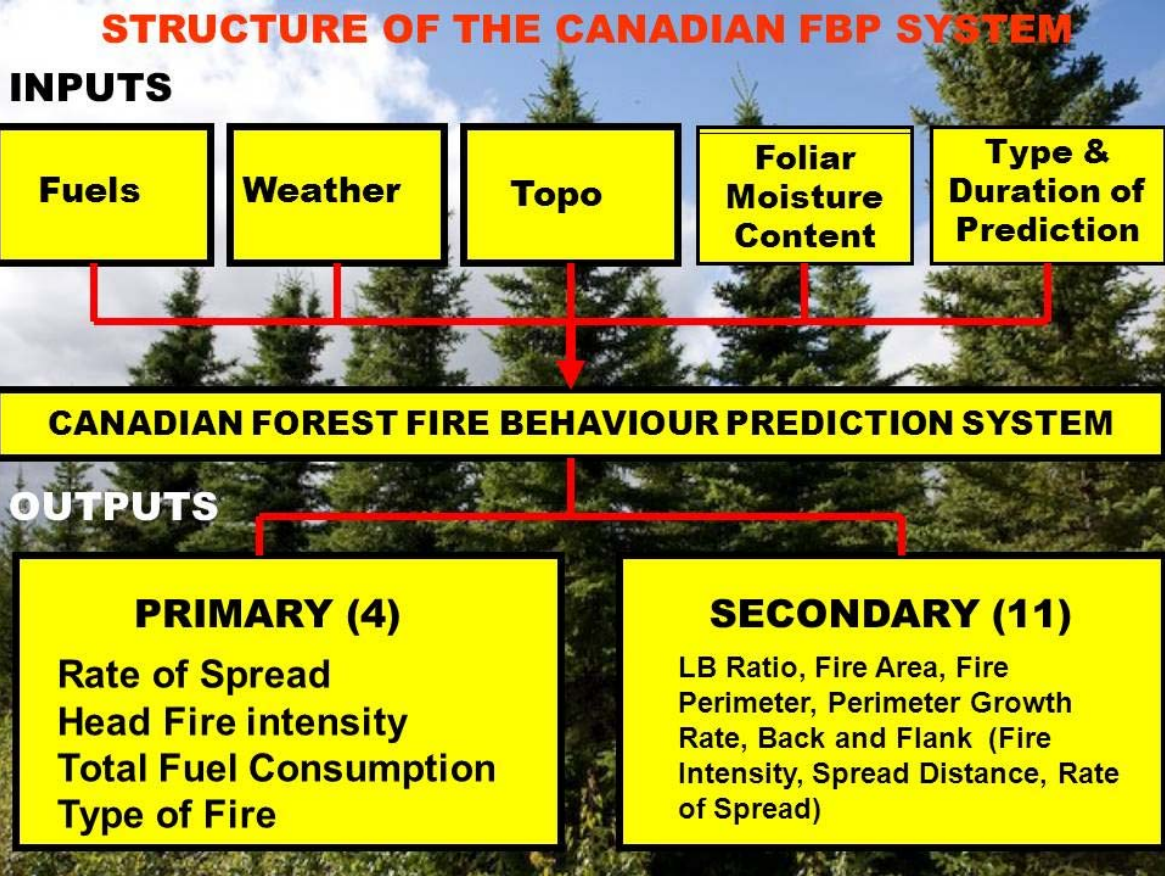 STRUCTURE OF THE CANADIAN FBP SYSTEM
INPUTS
Fuels
Weather
Topo
Foliar
Moisture
Content
Type &
Duration of
Prediction
CANADIAN FOREST FIRE BEHAVIOUR PREDICTION SYSTEM
OUTPUTS
PRIMARY (4)
Rate of Spread
Head Fire intensity
Total Fuel Consumption
Type of Fire
SECONDARY (11)
LB Ratio, Fire Area, Fire
Perimeter, Perimeter Growth
Rate, Back and Flank (Fire
Intensity, Spread Distance, Rate
of Spread)